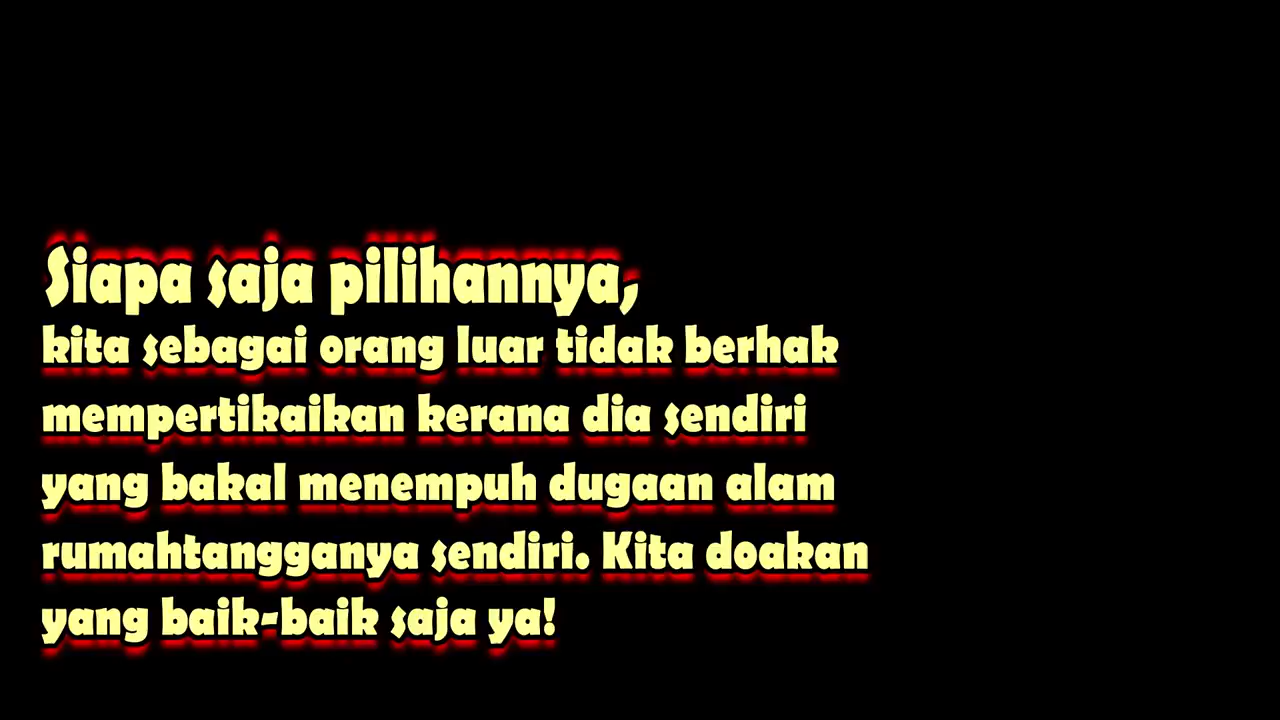 Siapa saja pilihannya,
kita sebagai orang luar tidak berhak
mempertikaikan kerana dia sendiri
yang bakal menempuh dugaan alam
rumahtangganya sendiri. Kita doakan
yang baik-baik saja ya!